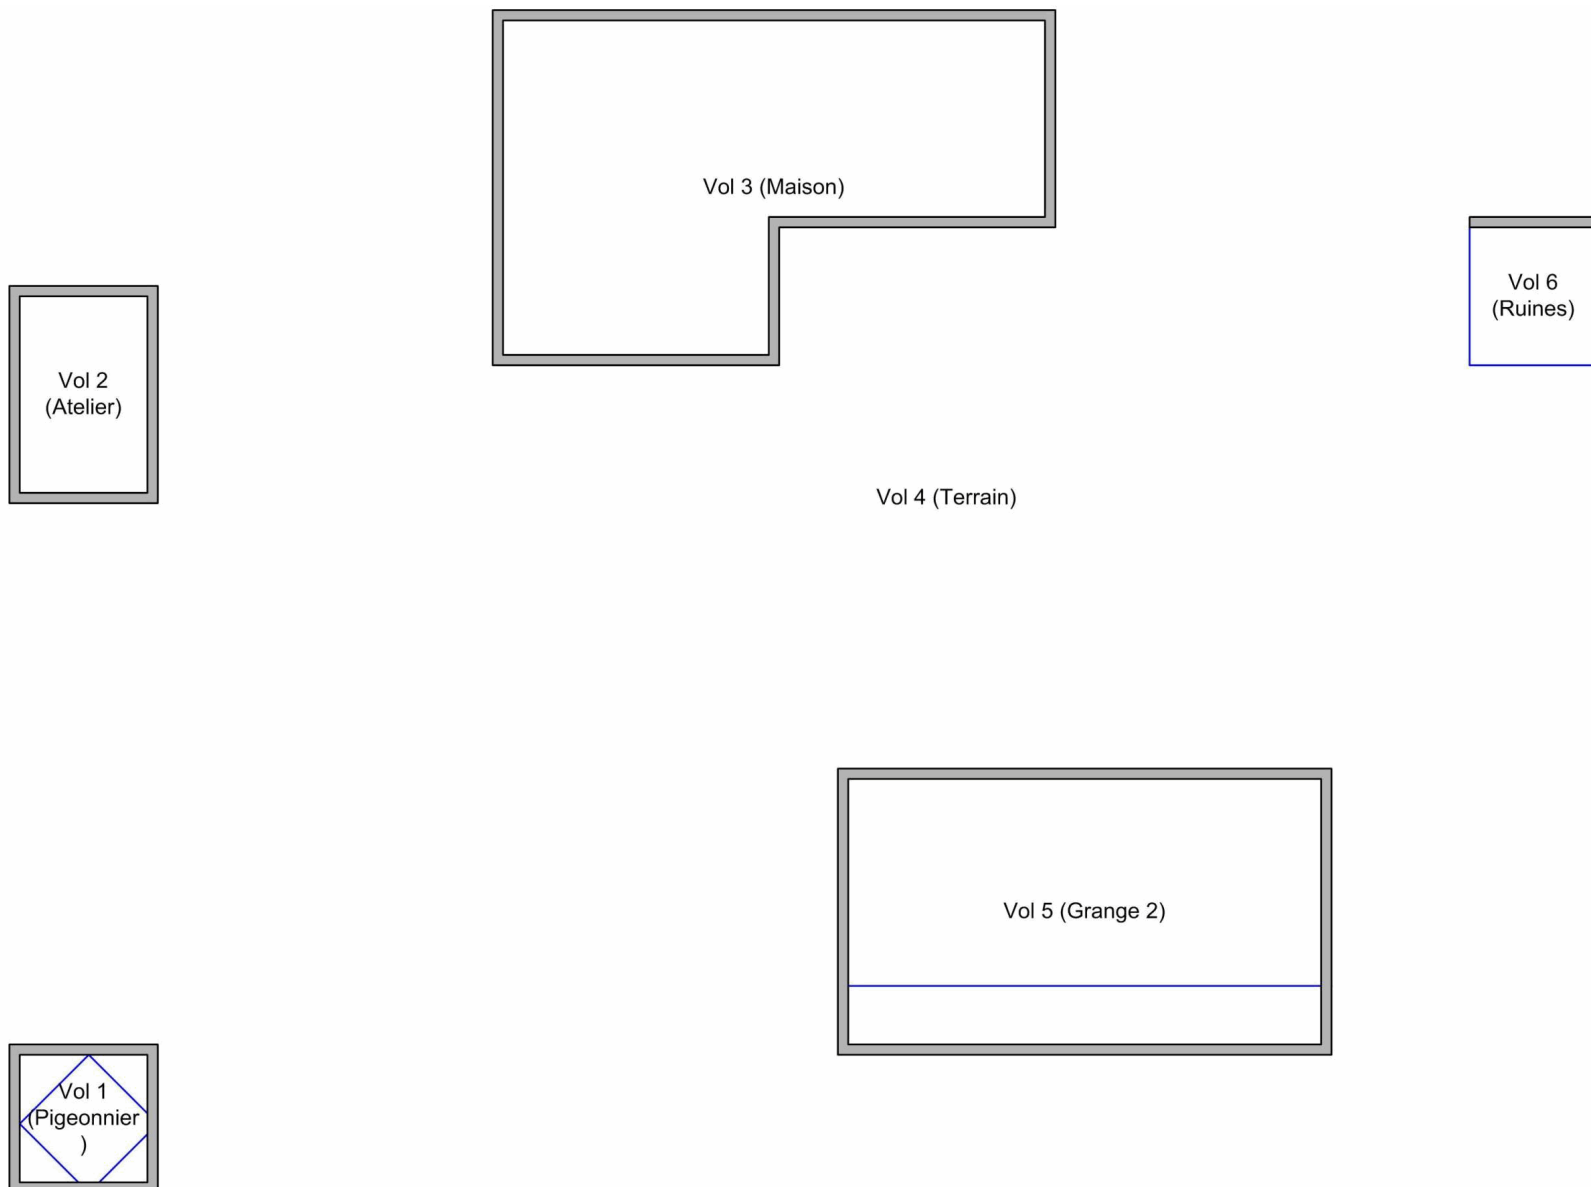 Vol 3 (Maison)
Vol 6
(Ruines)
Vol 2
(Atelier)
Vol 4 (Terrain)
Vol 5 (Grange 2)
Vol 1
(Pigeonnier
)